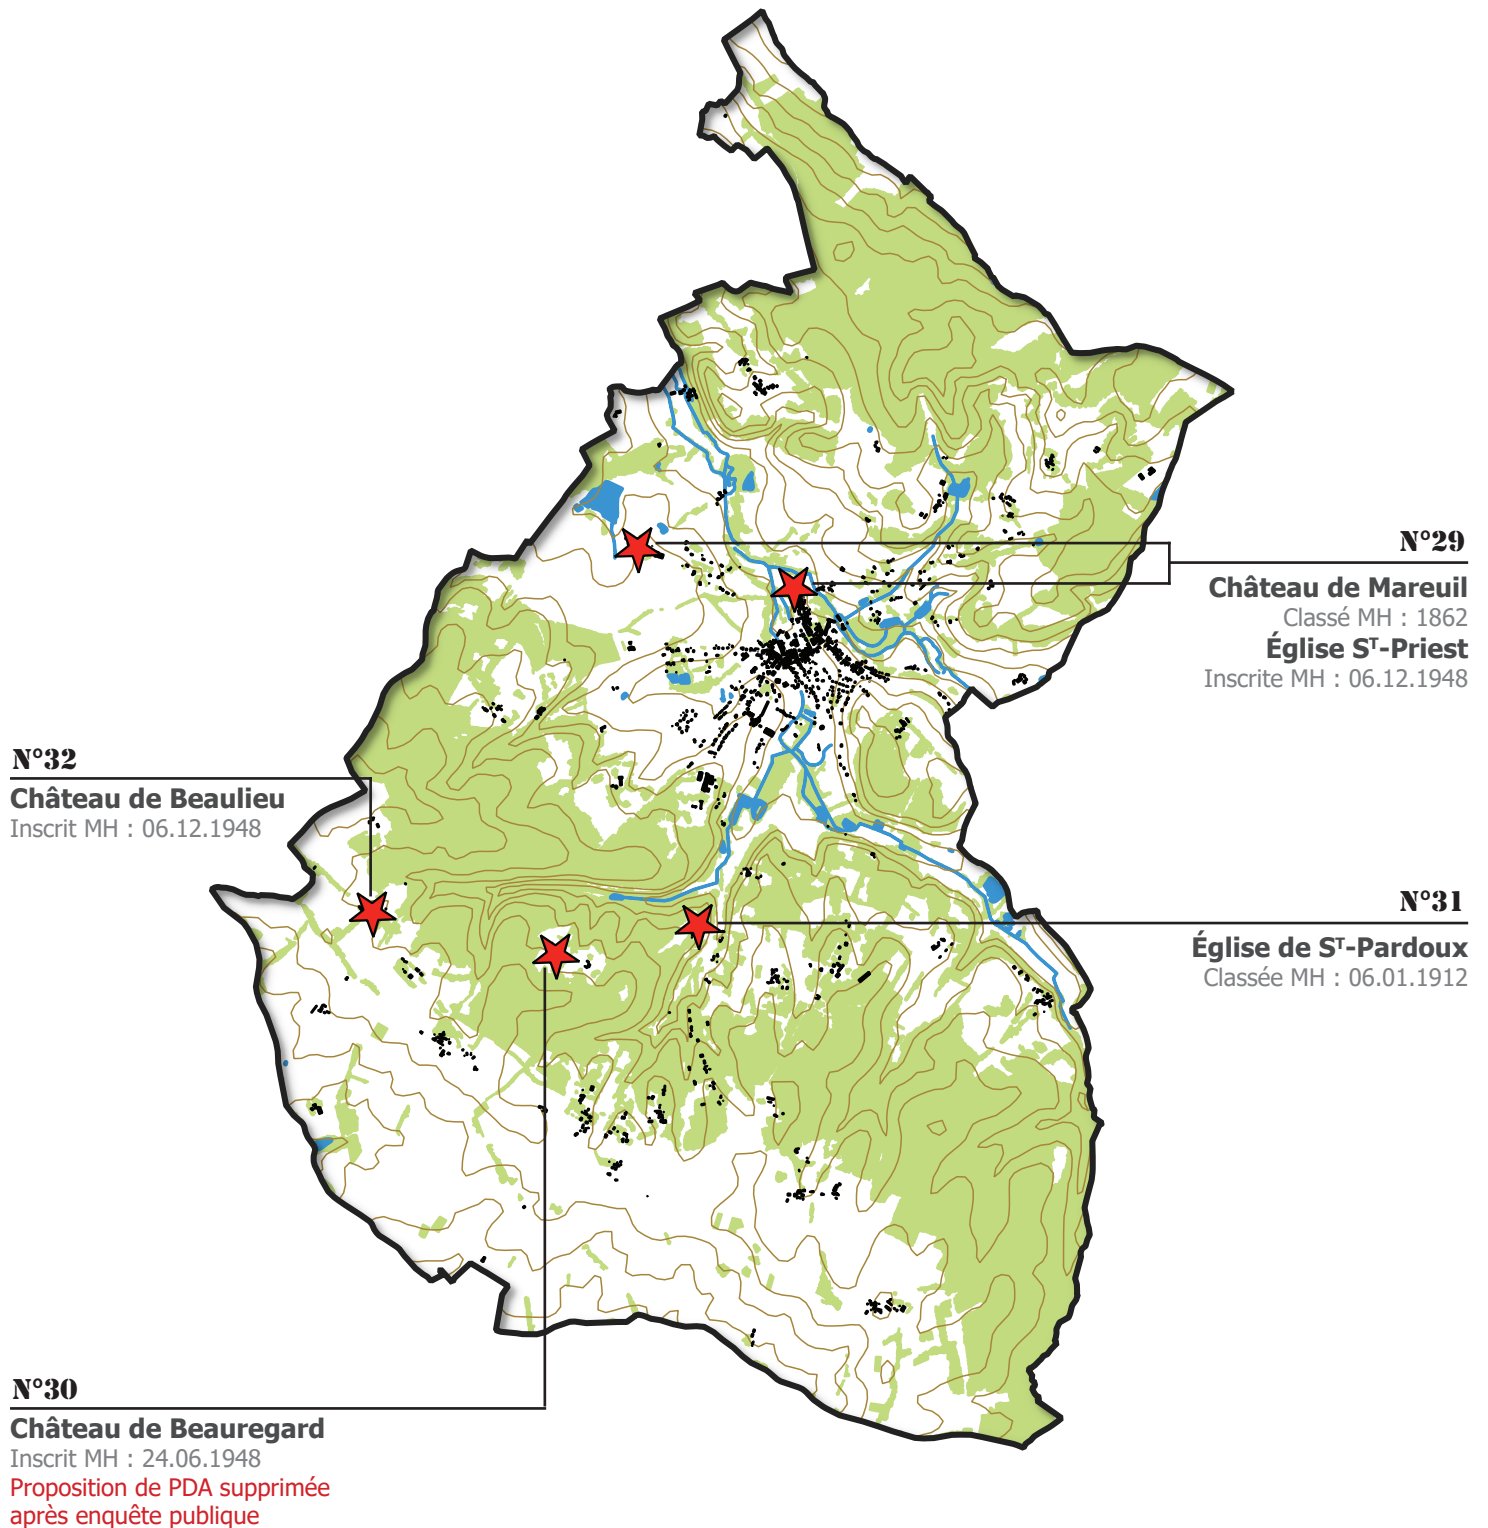 N°29
Château de Mareuil
Classé MH : 1862
Église Sᵀ-Priest
Inscrite MH : 06.12.1948
N°32
Château de Beaulieu
Inscrit MH : 06.12.1948
N°31
Église de Sᵀ-Pardoux
Classée MH : 06.01.1912
N°30
Château de Beauregard
Inscrit MH : 24.06.1948
Proposition de PDA supprimée
après enquête publique